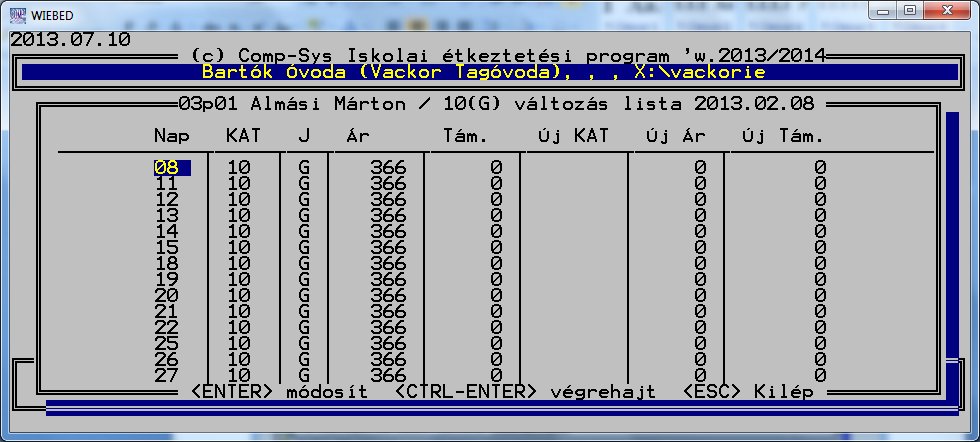 WIEBED
2013.07.10
(c) Comp-Sys Iskolai étkeztetési program 'w.2013/2014
Bartók Óvoda (Vackor Tagóvoda), , , X:\vackorie
03p01 Almási Márton / 10(G) változás lista 2013.02.08
Nap KAT J Ár Tám. Új KAT Új Ár Új Tám.
08 10 G 366 0 0 0
11 10 G 366 0 0 0
12 10 G 366 0 0 0
13 10 G 366 0 0 0
14 10 G 366 0 0 0
15 10 G 366 0 0 0
18 10 G 366 0 0 0
19 10 G 366 0 0 0
20 10 G 366 0 0 0
21 10 G 366 0 0 0
22 10 G 366 0 0 0
25 10 G 366 0 0 0
26 10 G 366 0 0 0
27 10 G 366 0 0 0
<ENTER> módosít <CTRL-ENTER> végrehajt <ESC> Kilép